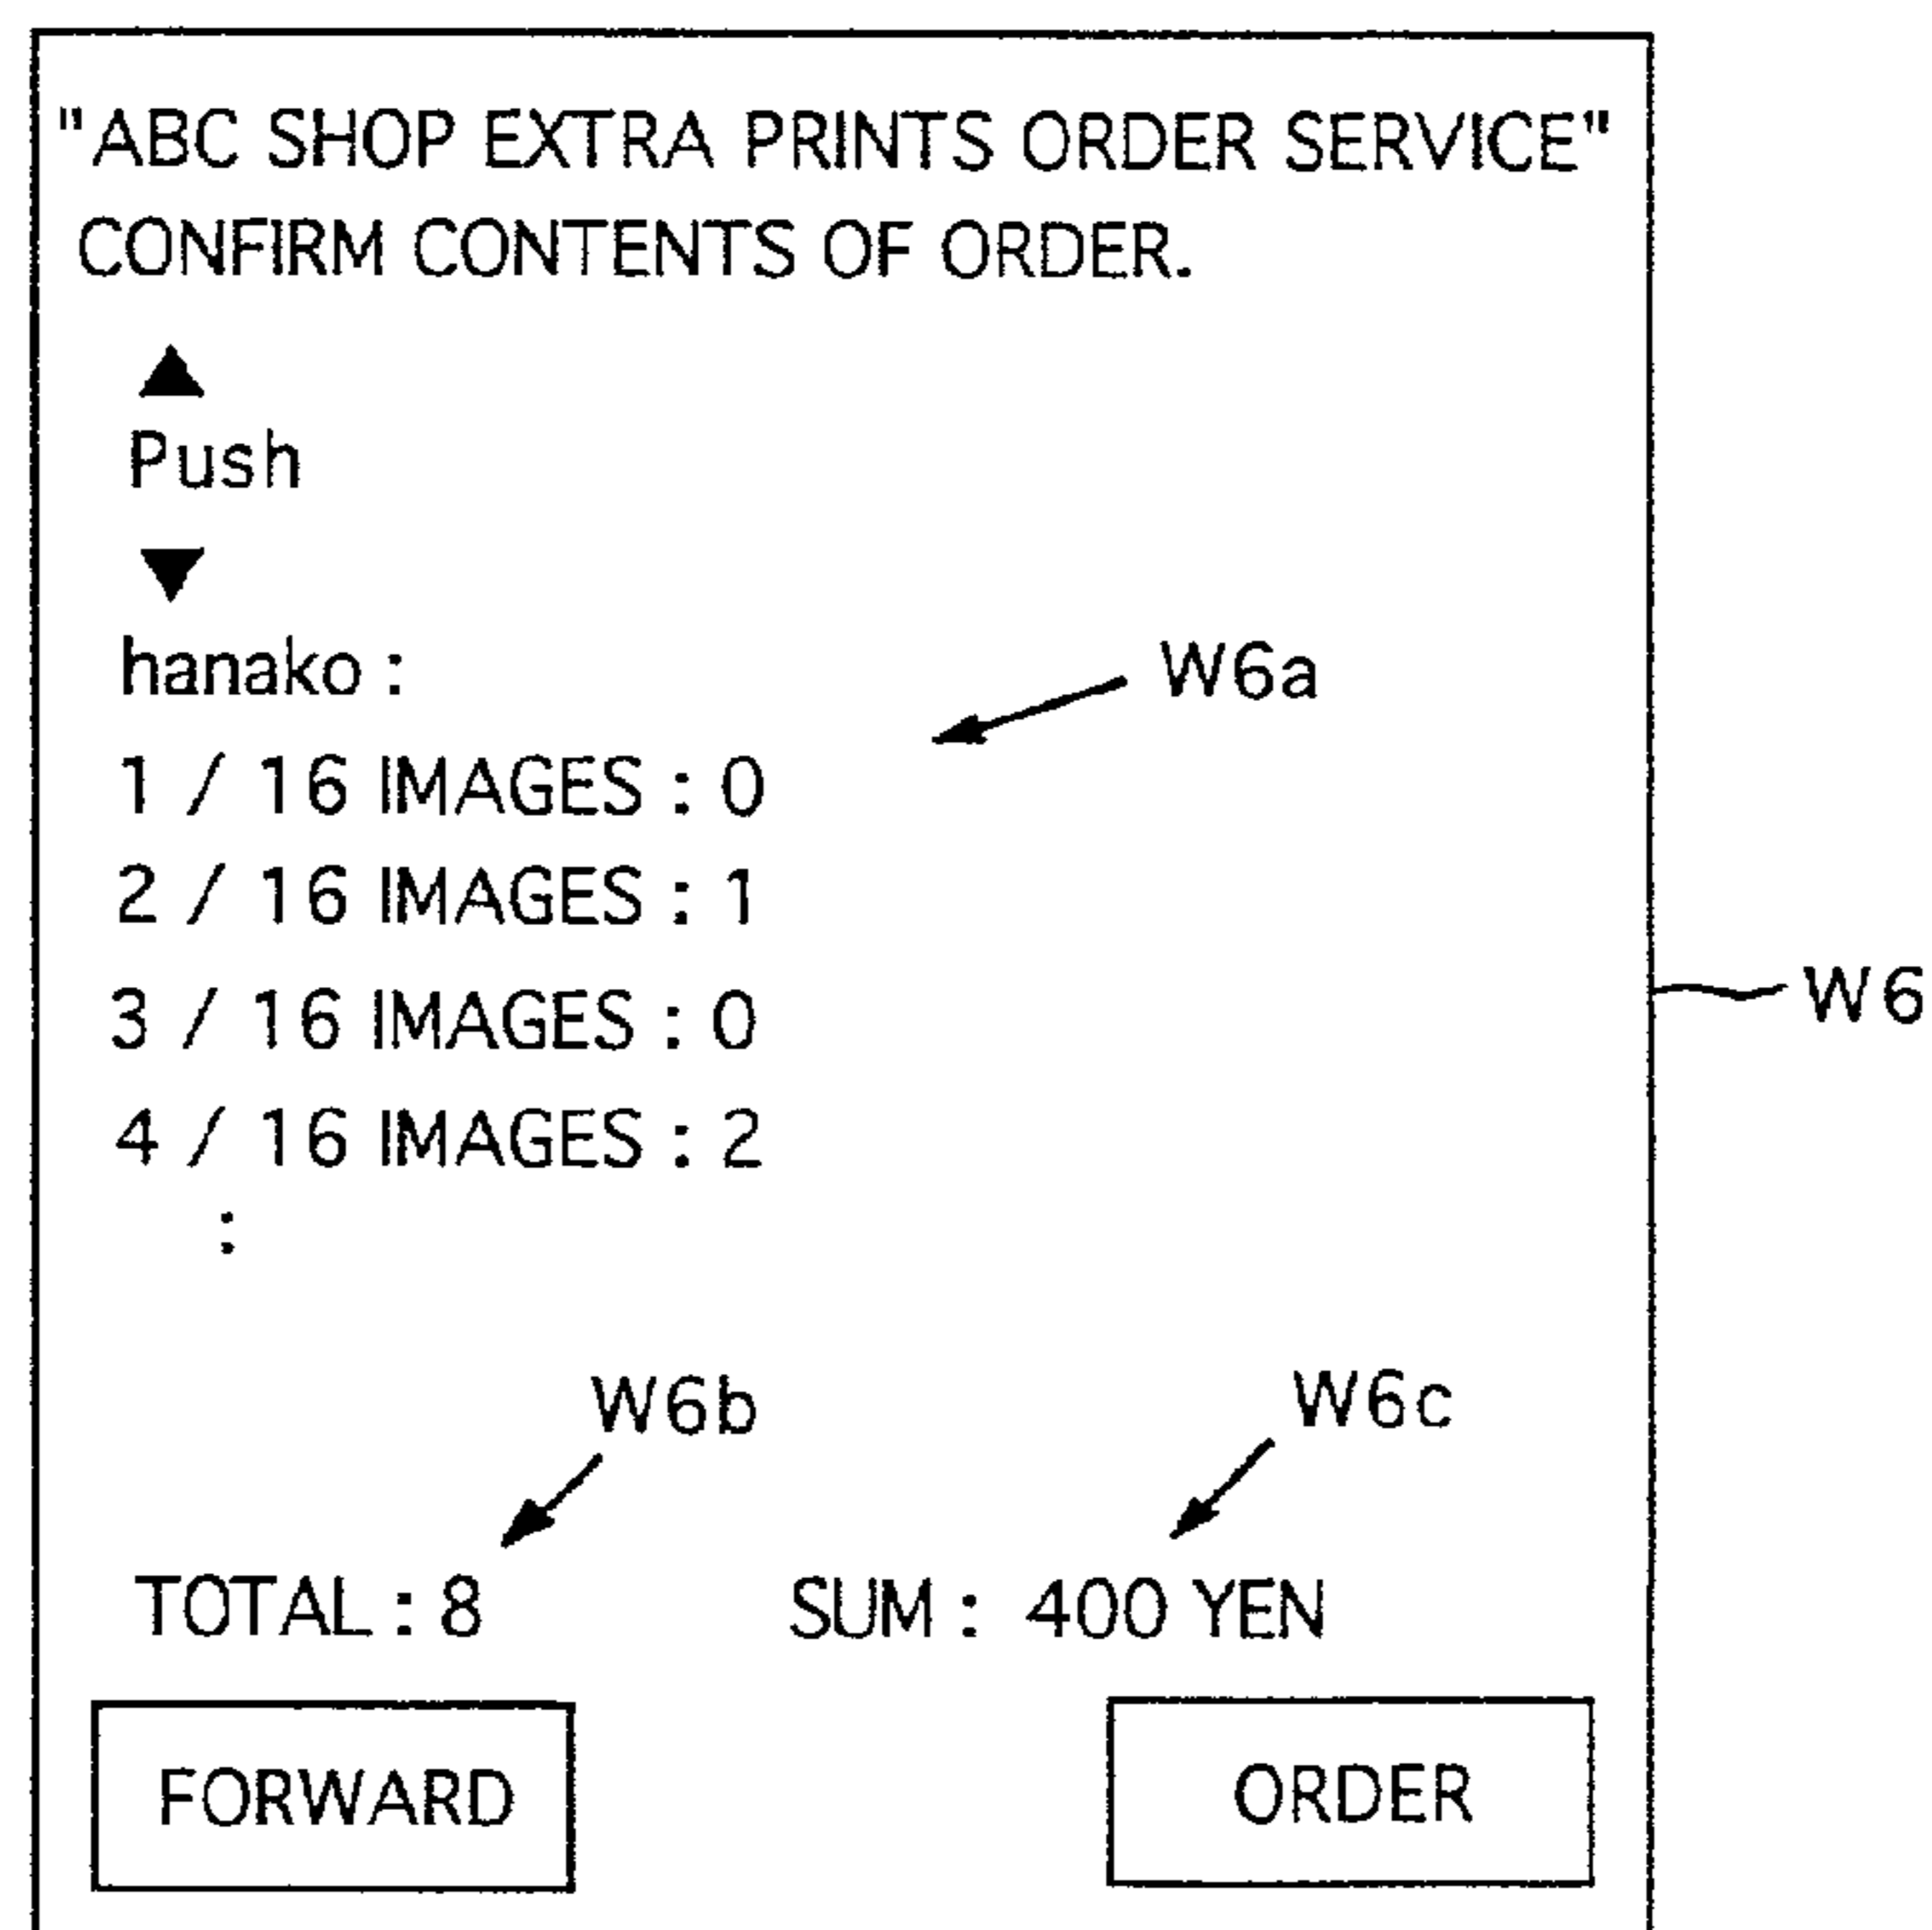 "ABC SHOP EXTRA PRINTS ORDER SERVICE"
CONFIRM CONTENTS OF ORDER.
▲
Push
▼
hanako :
W6a
1 / 16 IMAGES : 0
2 / 16 IMAGES : 1
3 / 16 IMAGES : 0
W6
4 / 16 IMAGES : 2
:
W6b
W6c
TOTAL : 8
SUM : 400 YEN
FORWARD
ORDER